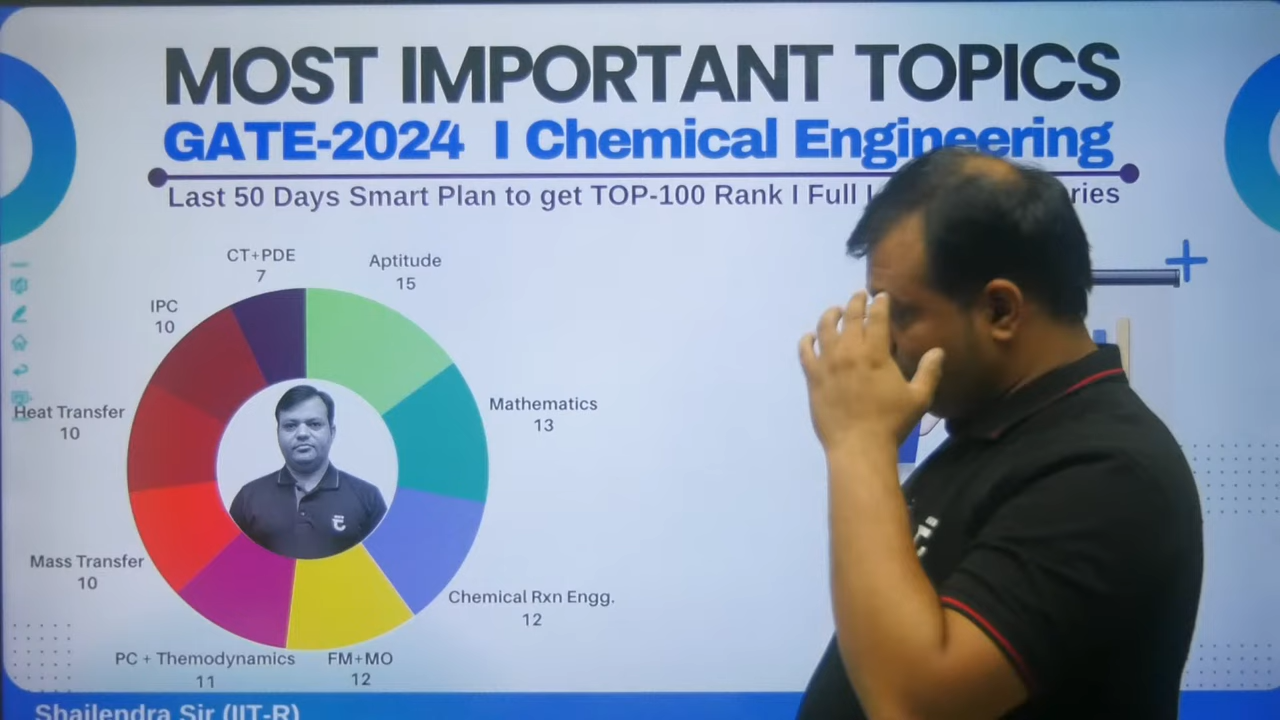 MOST IMPORTANT TOPICS
GATE-2024 I Chemical Engineering
Last 50 Days Smart Plan to get TOP-100 Rank I Full
CT+PDE
7
Aptitude
15
IPC
10
Mathematics
13
Heat Transfer
10
Mass Transfer
10
Chemical Rxn Engg.
12
PC + Themodynamics
11
FM+MO
12
Shailendra Sir (IIT-R)